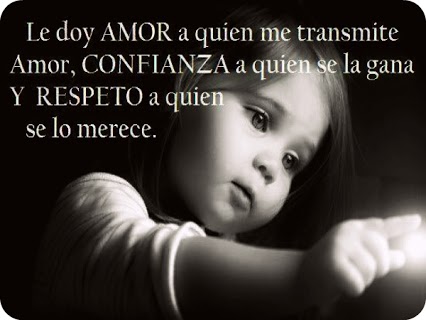 Le doy AMOR a quien me transmite
Amor, CONFIANZA a quien se la gana
Y RESPETO a quien
se lo merece.